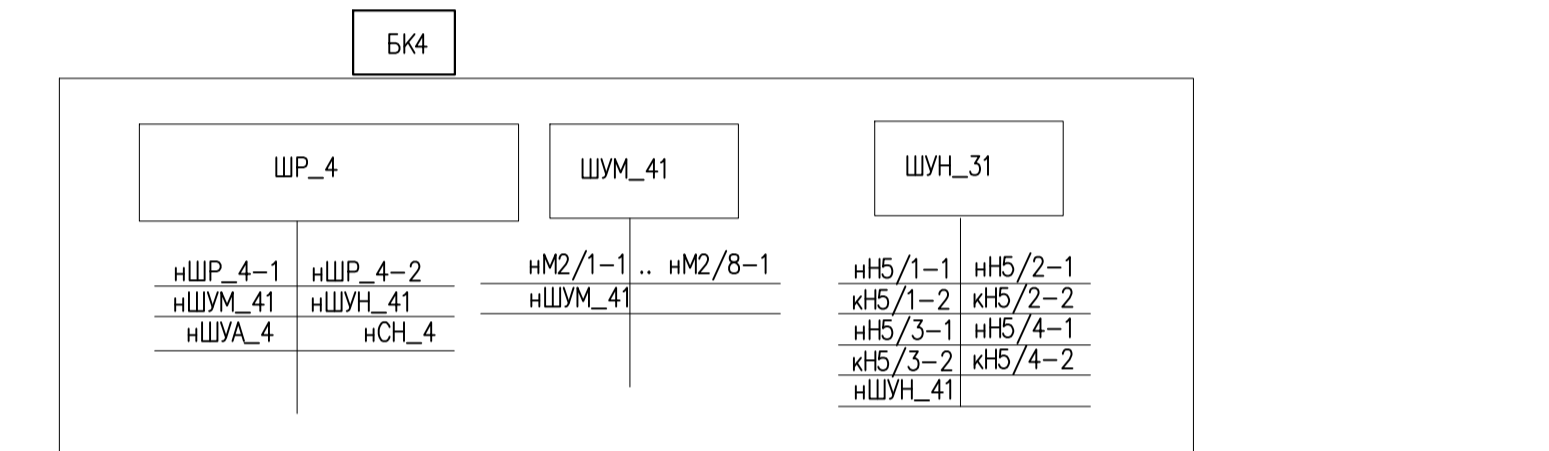 БК4
ШР_4
ШУМ_41
ШУН_31
нШР_4-1 нШР_4-2
нШУМ_41 нШУН_41
нШУА_4 нСН_4
нМ2/1-1 .. нМ2/8-1
нШУМ_41
нН5/1-1 нН5/2-1
кН5/1-2 кН5/2-2
нН5/3-1 нН5/4-1
кН5/3-2 кН5/4-2
нШУН_41